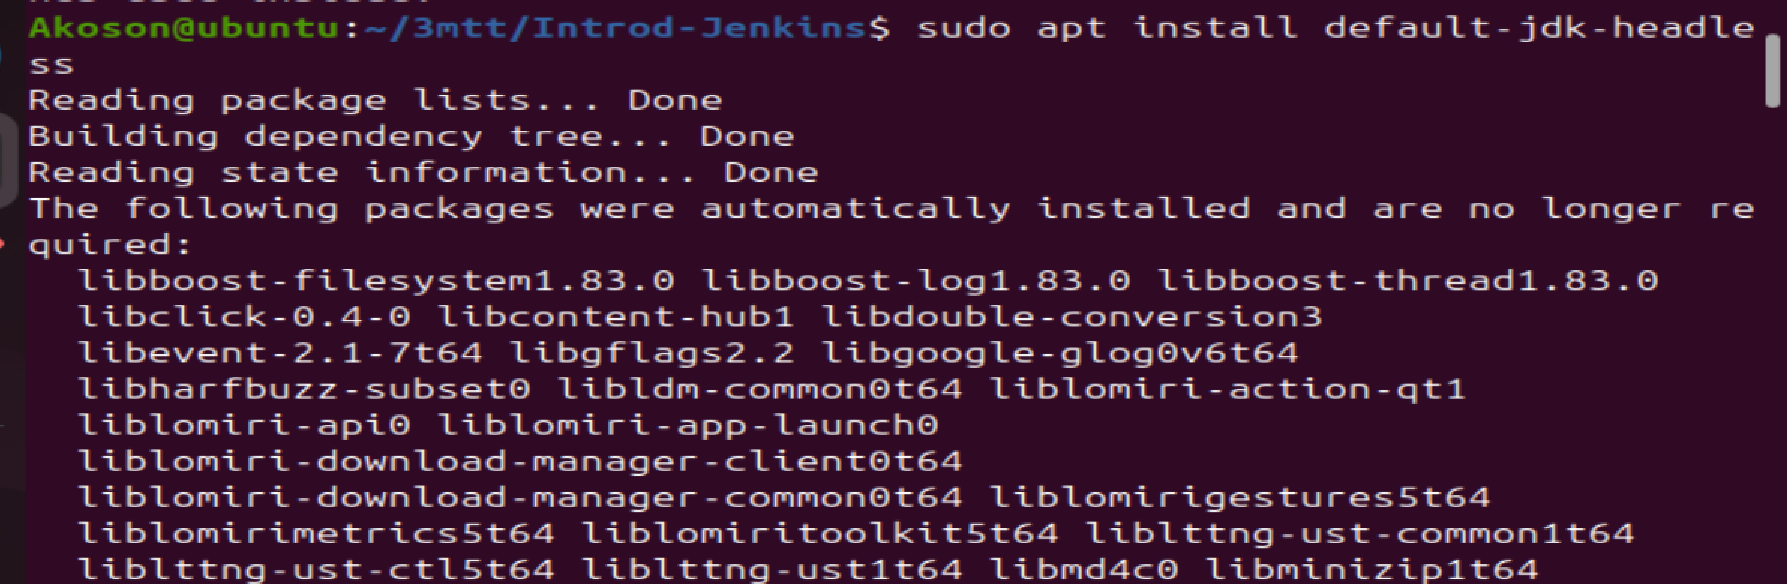 Akoson@ubuntu:~/3mtt/Introd-Jenkins$ sudo apt install default-jdk-headle
ss
Reading package lists... Done
Building dependency tree... Done
Reading state information... Done
The following packages were automatically installed and are no longer re
quired:
  libboost-filesystem1.83.0 libboost-log1.83.0 libboost-thread1.83.0
  libclick-0.4-0 libcontent-hub1 libdouble-conversion3
  libevent-2.1-7t64 libgflags2.2 libgoogle-glog0v6t64
  libharfbuzz-subset0 libldm-common0t64 liblomiri-action-qt1
  liblomiri-api0 liblomiri-app-launch0
  liblomiri-download-manager-client0t64
  liblomiri-download-manager-common0t64 liblomirigestures5t64
  liblomirimetrics5t64 liblomiritoolkit5t64 liblttng-ust-common1t64
  liblttng-ust-ctl5t64 liblttng-ust1t64 libmd4c0 libminizip1t64